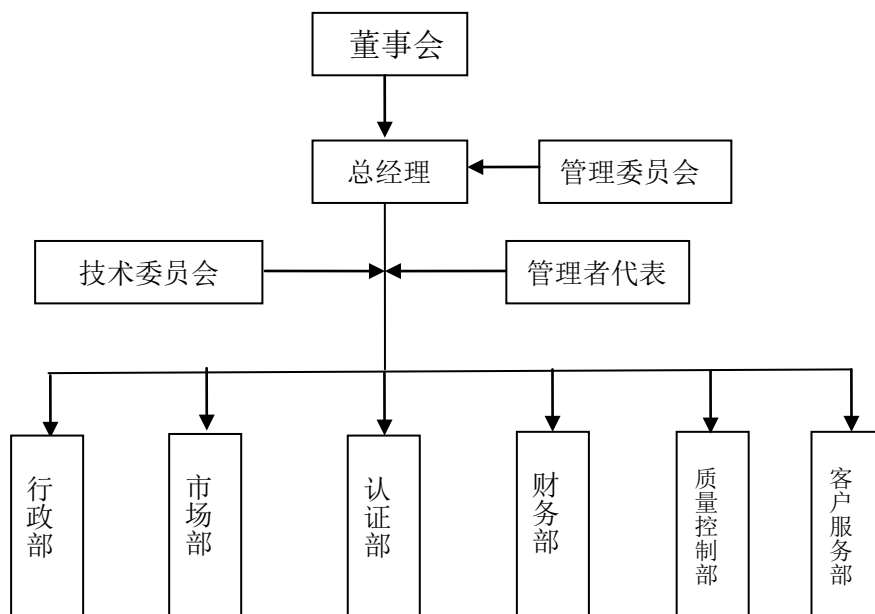 董事会
总经理
管理委员会
技术委员会
管理者代表
行政部
市场部
认证部
财务部
质量控制部
客户服务部